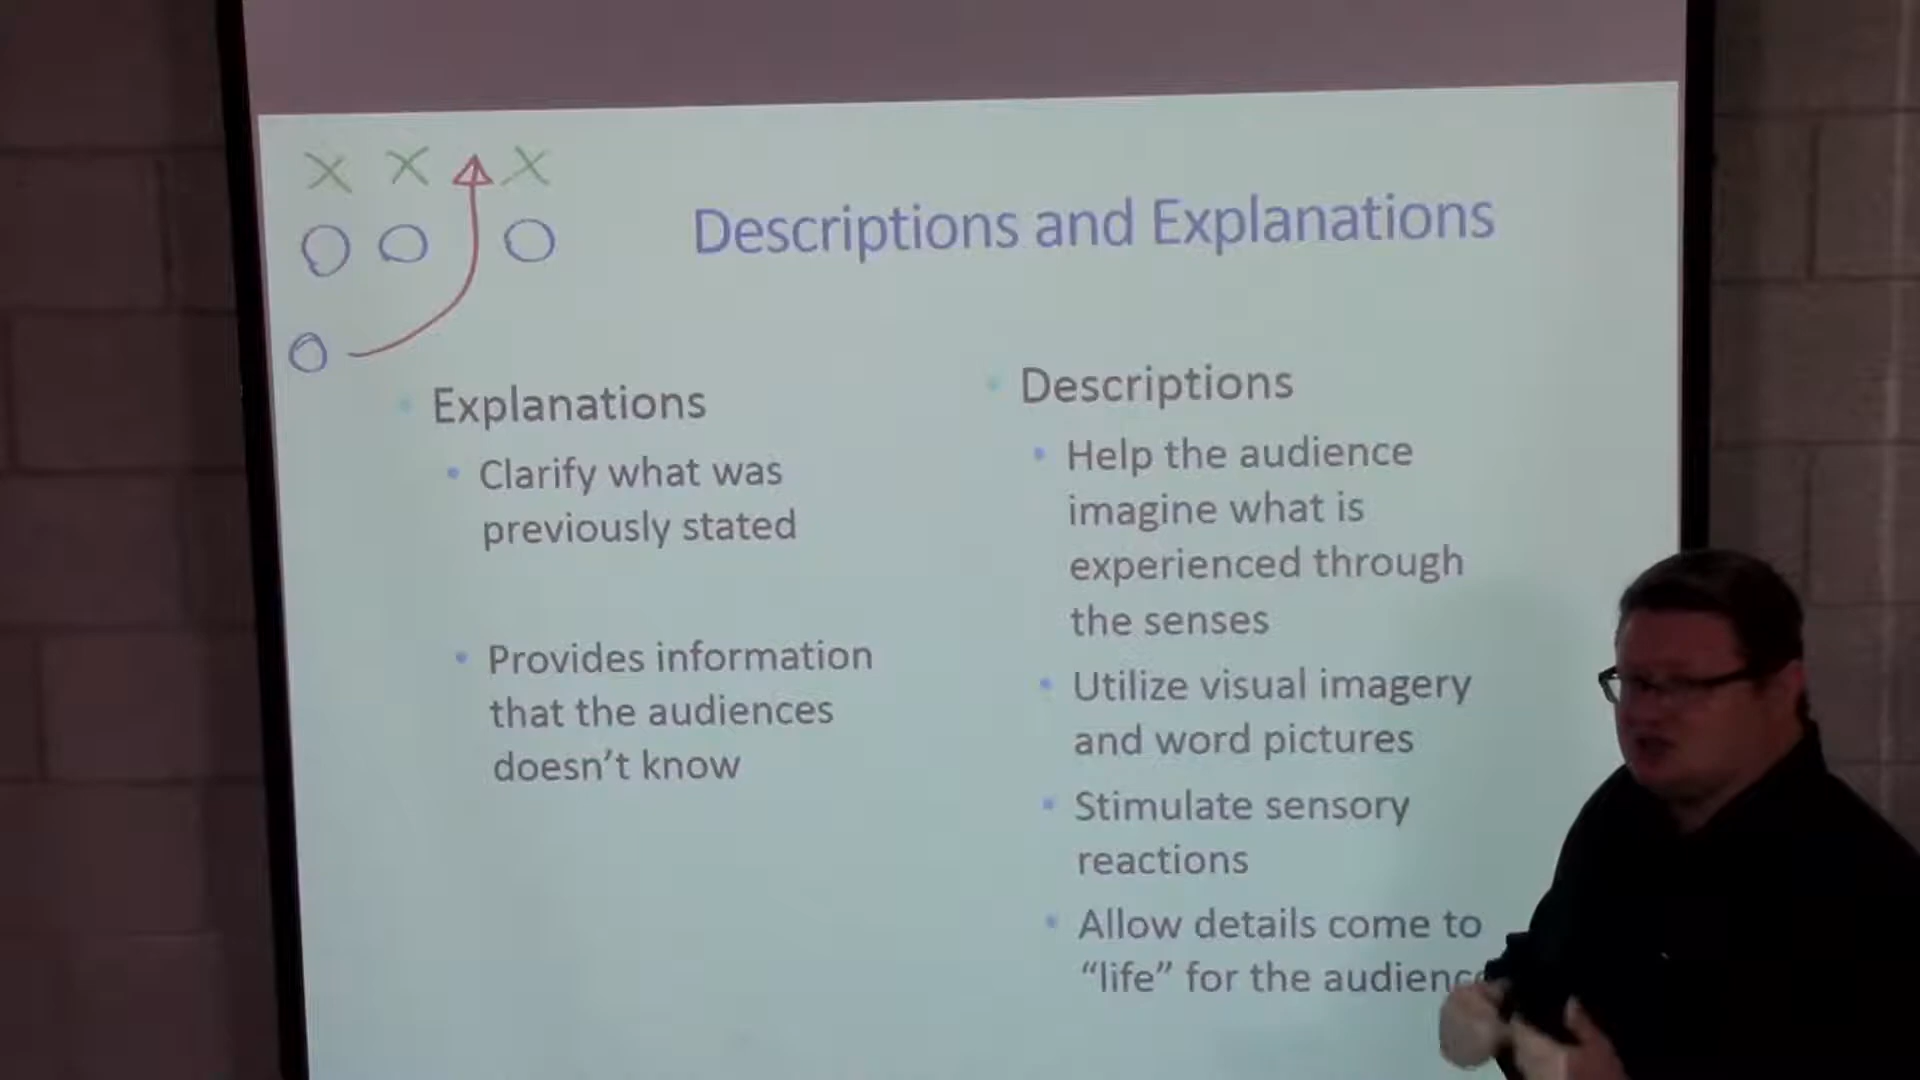 Descriptions and Explanations
Explanations
Clarify what was
previously stated
Provides information
that the audiences
doesn't know
Descriptions
Help the audience
imagine what is
experienced through
the senses
Utilize visual imagery
and word pictures
Stimulate sensory
reactions
Allow details come to
“life” for the audience
X X X
O O O
O